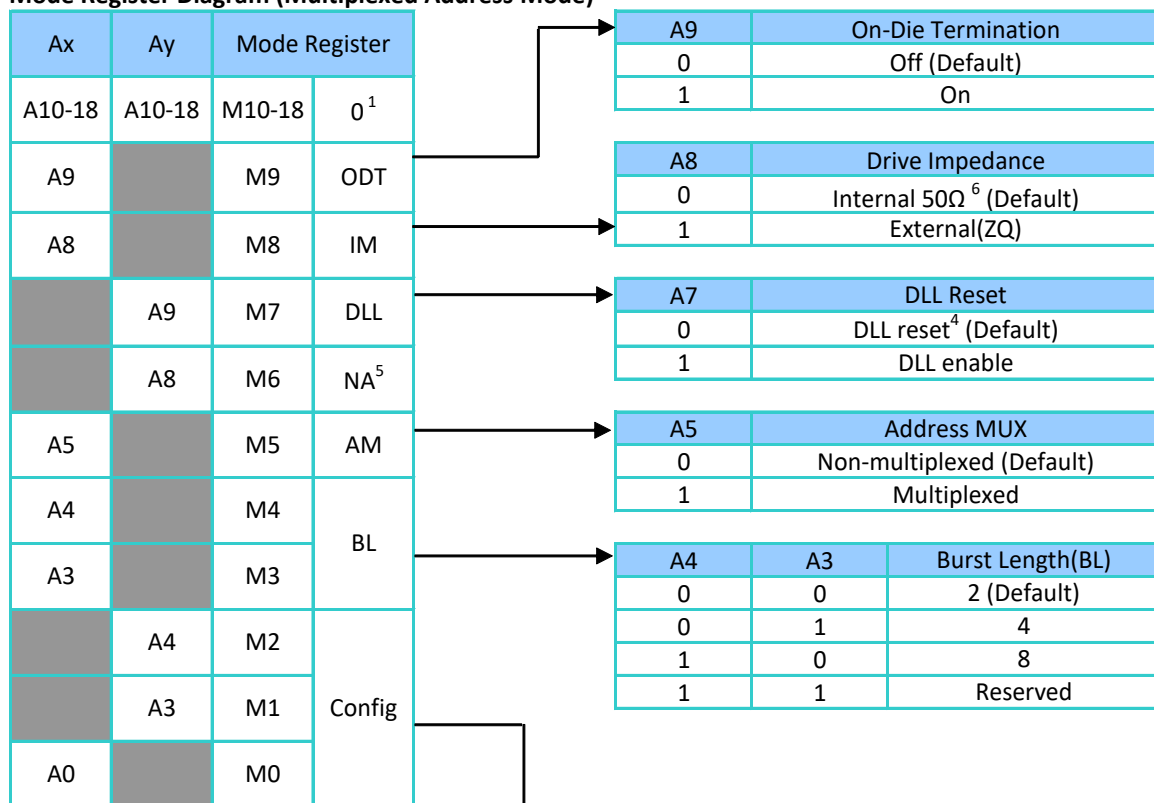 Mode Register Diagram (Multiplexed Address Mode)
Ax Ay Mode Register
A10-18 A10-18 M10-18 0¹
A9 M9 ODT
A8 M8 IM
A9 M7 DLL
A8 M6 NA⁵
A5 M5 AM
A4 M4
BL
A3 M3
A4 M2
A3 M1 Config
A0 M0
A9 On-Die Termination
0 Off (Default)
1 On
A8 Drive Impedance
0 Internal 50Ω ⁶ (Default)
1 External(ZQ)
A7 DLL Reset
0 DLL reset⁴ (Default)
1 DLL enable
A5 Address MUX
0 Non-multiplexed (Default)
1 Multiplexed
A4 A3 Burst Length(BL)
0 0 2 (Default)
0 1 4
1 0 8
1 1 Reserved